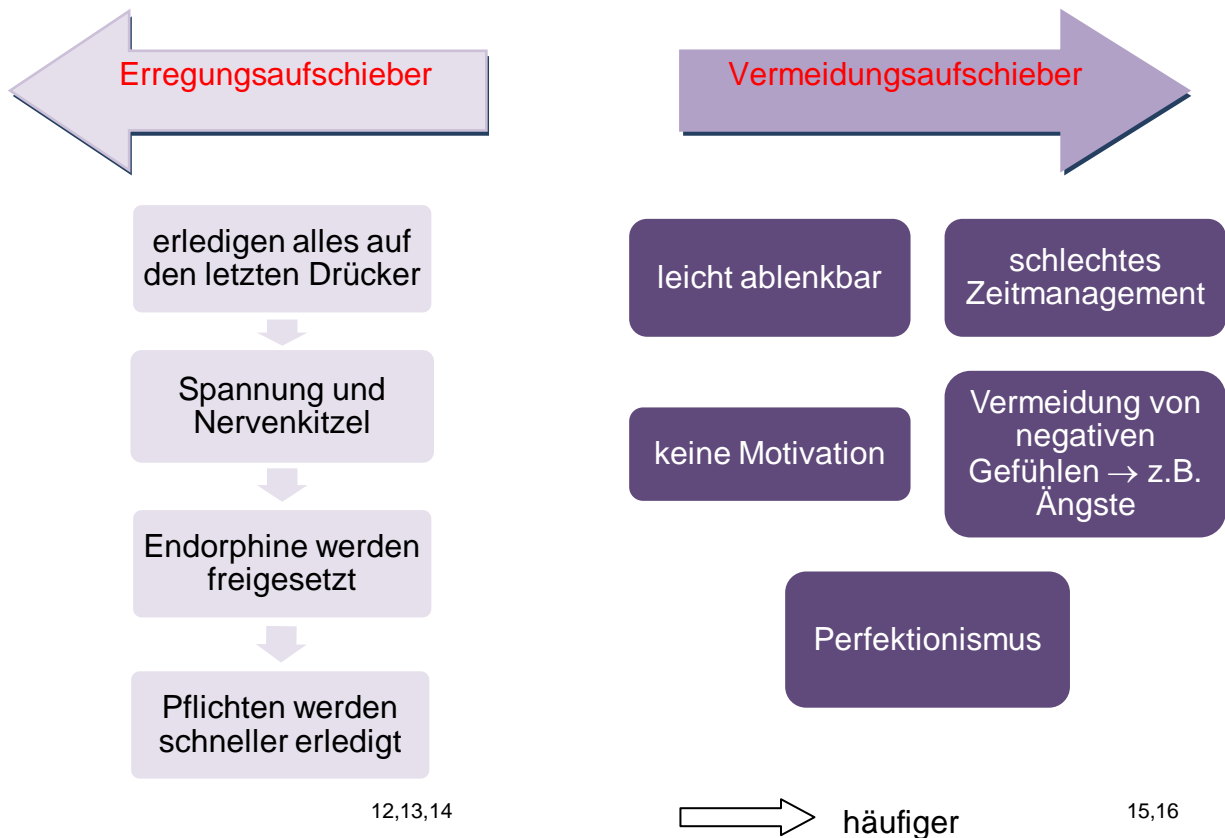 Erregungsaufschieber
erledigen alles auf
den letzten Drücker
Spannung und
Nervenkitzel
Endorphine werden
freigesetzt
Pflichten werden
schneller erledigt
12,13,14
Vermeidungsaufschieber
leicht ablenkbar
schlechtes
Zeitmanagement
keine Motivation
Vermeidung von
negativen
Gefühlen → z.B.
Ängste
Perfektionismus
häufiger
15,16